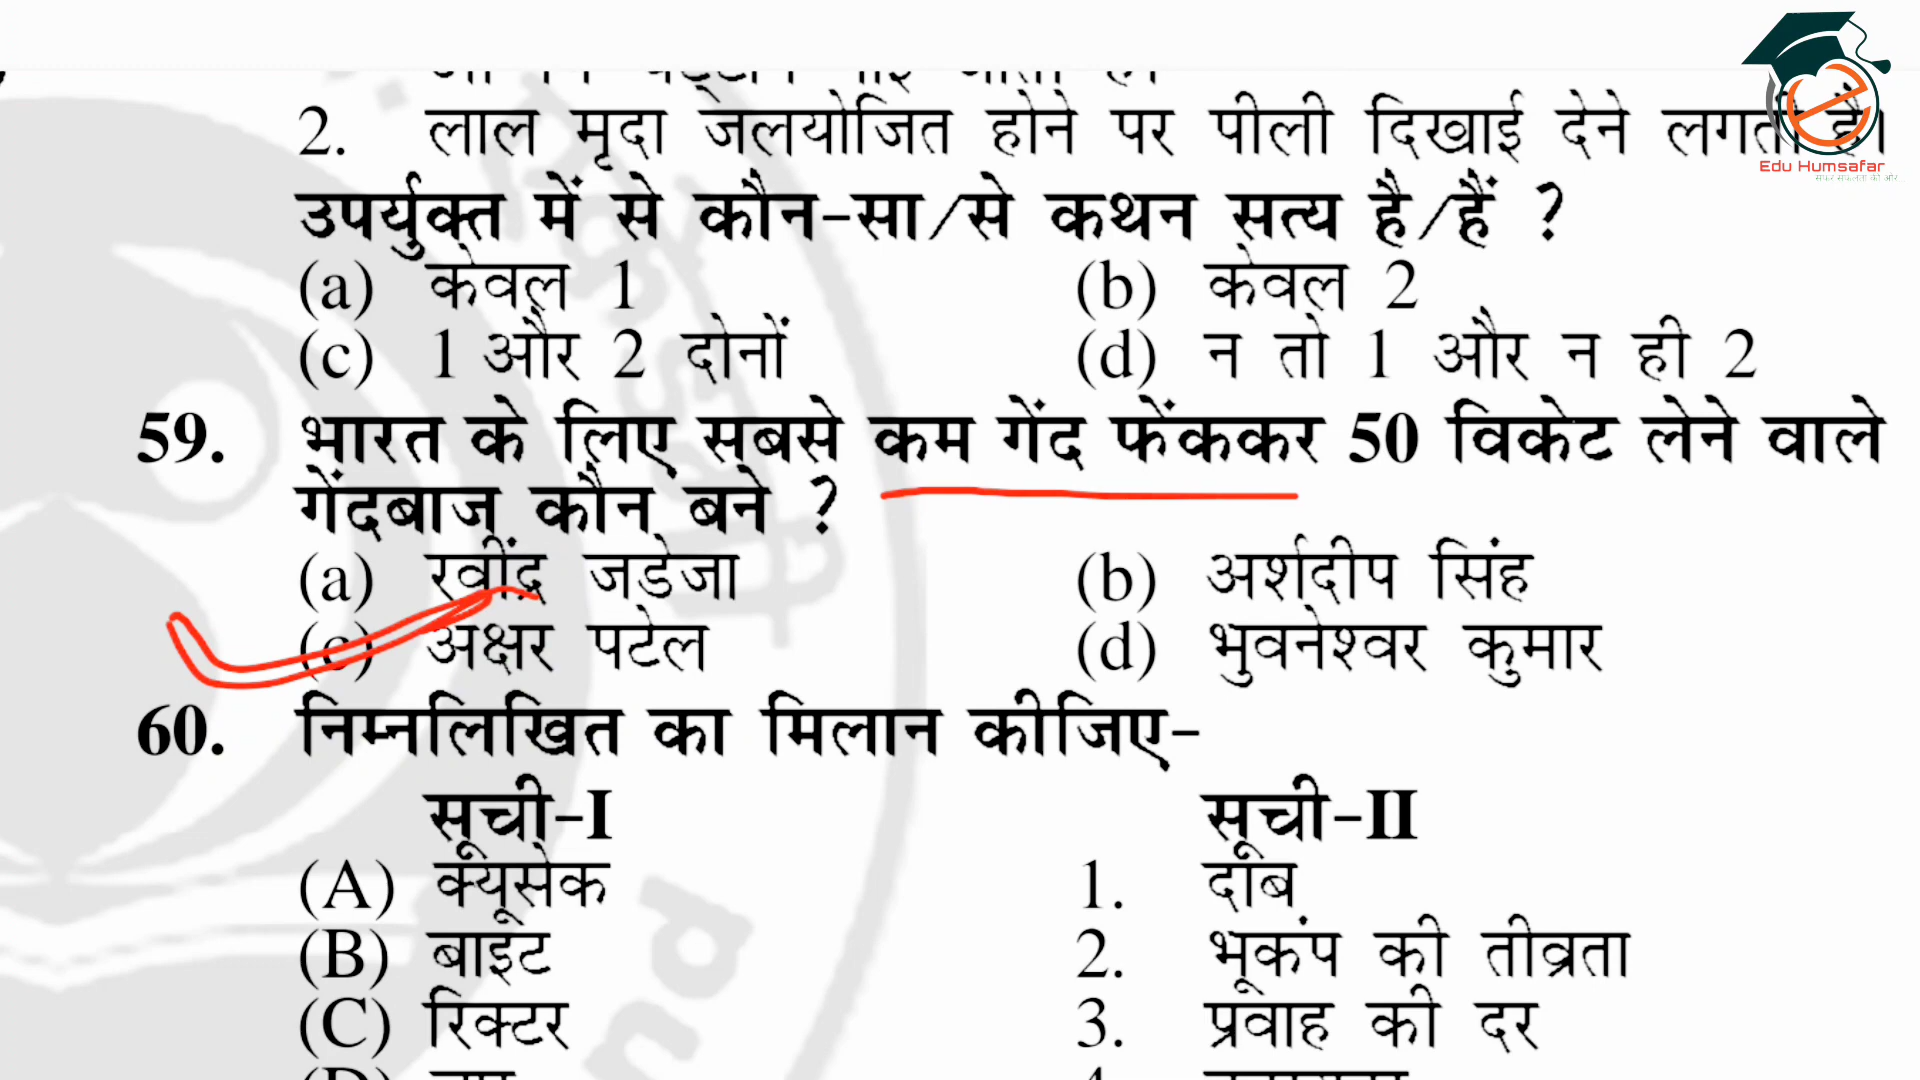 2. लाल मृदा जलयोजित होने पर पीली दिखाई देने लगती है।
Edu Humsafar
उपर्युक्त में से कौन-सा/से कथन सत्य है/हैं ?
(a) केवल 1 (b) केवल 2
(c) 1 और 2 दोनों (d) न तो 1 और न ही 2
59. भारत के लिए सबसे कम गेंद फेंककर 50 विकेट लेने वाले
गेंदबाज कौन बने ?
(a) रवींद्र जडेजा (b) अर्शदीप सिंह
(c) अक्षर पटेल (d) भुवनेश्वर कुमार
60. निम्नलिखित का मिलान कीजिए-
सूची-I सूची-II
(A) क्यूसेक 1. दाब
(B) बाइट 2. भूकंप की तीव्रता
(C) रिक्टर 3. प्रवाह की दर